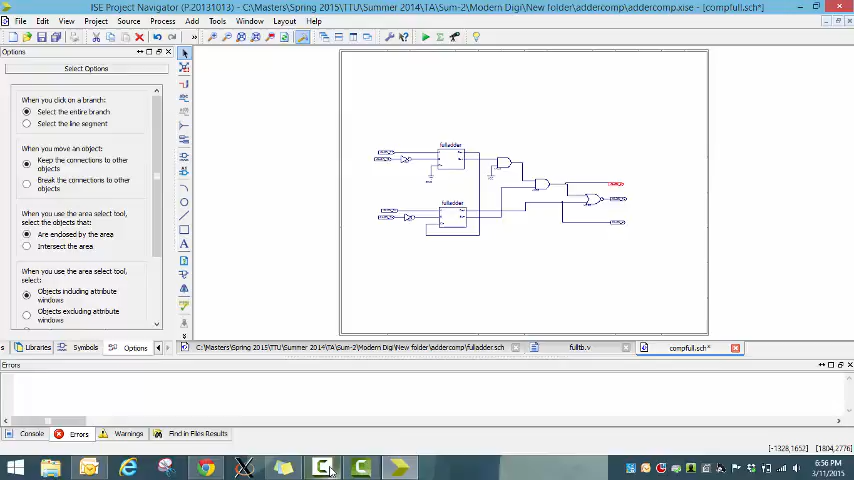 ISE Project Navigator (P.20131013) - C:\Masters\Spring 2015\TTU\Summer 2014\TA\Sum-2\Modern Digi\New folder\addercomp\addercomp.xise - [compfull.sch*]
File Edit View Project Source Process Add Tools Window Layout Help
Options
Select Options
When you click on a branch
Select the entire branch
Select the line segment
When you move an object:
Keep the connections to other
objects
Break the connections to other
objects
When you use the area select tool,
select the objects that:
Are enclosed by the area
Intersect the area
When you use the area select tool,
select:
Objects including attribute
windows
Objects excluding attribute
windows
fulladder
fulladder
Libraries Symbols Options
C:\Masters\Spring 2015\TTU\Summer 2014\TA\Sum-2\Modern Digi\New folder\addercomp\fulladder.sch
fulltb.v
compfull.sch*
Errors
Console Errors Warnings Find in Files Results
[-1328,1652] [1804,2776]
6:56 PM
3/11/2015